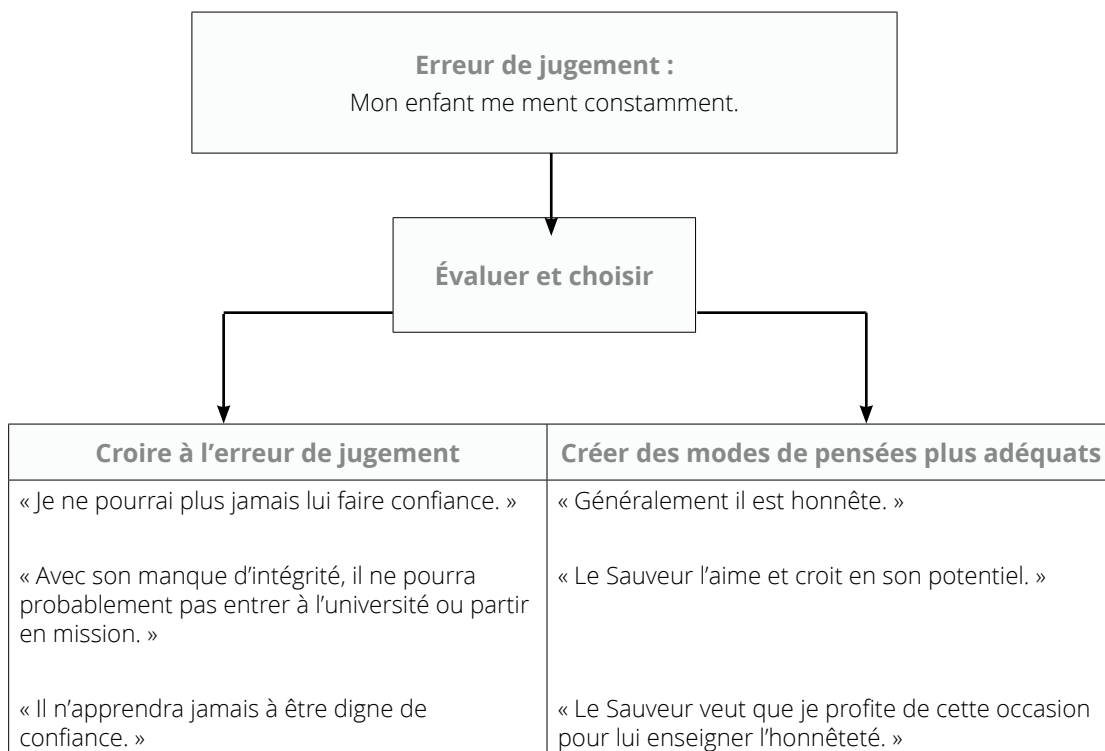 Erreur de jugement :
Mon enfant me ment constamment.
Évaluer et choisir
Croire à l’erreur de jugement
Créer des modes de pensées plus adéquats
« Je ne pourrai plus jamais lui faire confiance. »
« Généralement il est honnête. »
« Avec son manque d’intégrité, il ne pourra
probablement pas entrer à l’université ou partir
en mission. »
« Le Sauveur l’aime et croit en son potentiel. »
« Il n’apprendra jamais à être digne de
confiance. »
« Le Sauveur veut que je profite de cette occasion
pour lui enseigner l’honnêteté. »